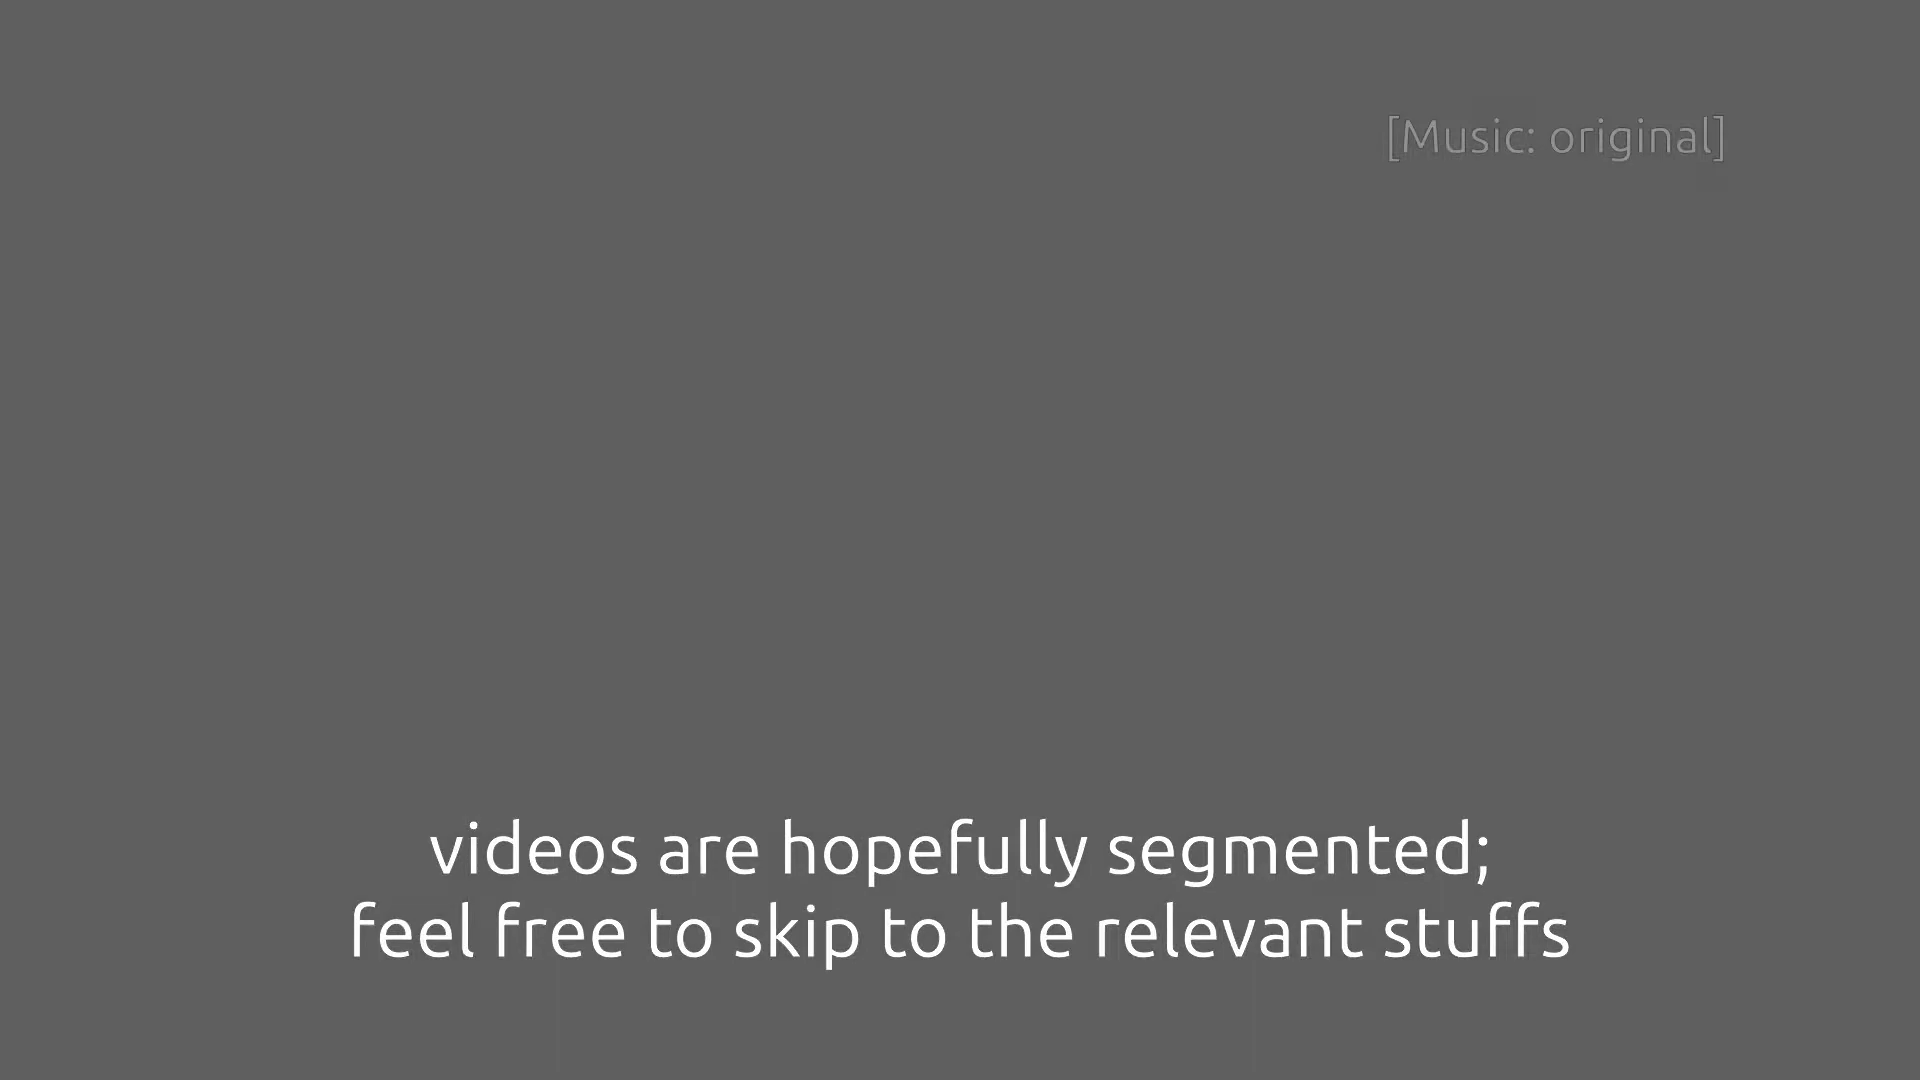 [Music: original]
videos are hopefully segmented;
feel free to skip to the relevant stuffs